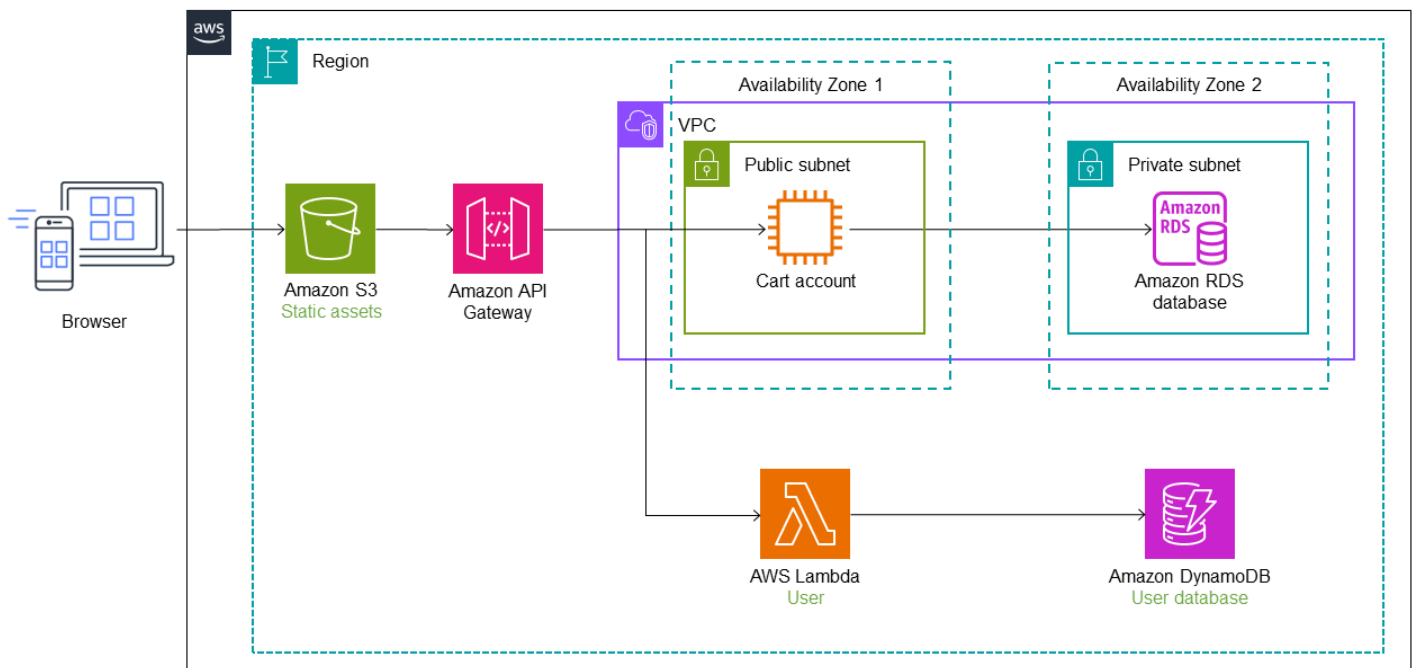 aws
Region
Availability Zone 1
Availability Zone 2
VPC
Public subnet
Private subnet
Amazon
RDS
</>
Cart account
Amazon RDS
database
Amazon S3
Static assets
Amazon API
Gateway
Browser
AWS Lambda
User
Amazon DynamoDB
User database